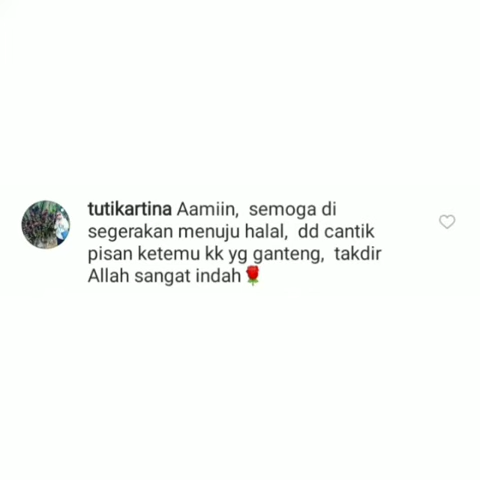 tutikartina Aamiin, semoga di
segerakan menuju halal, dd cantik
pisan ketemu kk yg ganteng, takdir
Allah sangat indah🌹